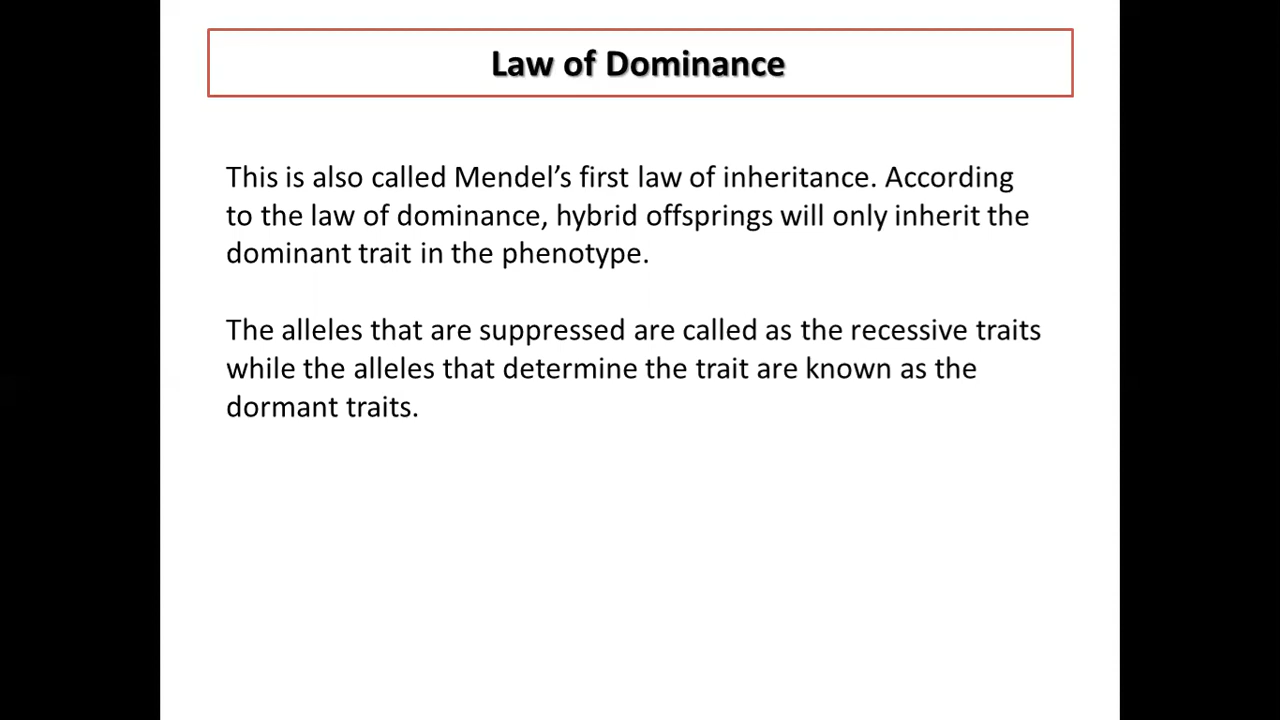 Law of Dominance
This is also called Mendel’s first law of inheritance. According
to the law of dominance, hybrid offsprings will only inherit the
dominant trait in the phenotype.
The alleles that are suppressed are called as the recessive traits
while the alleles that determine the trait are known as the
dormant traits.